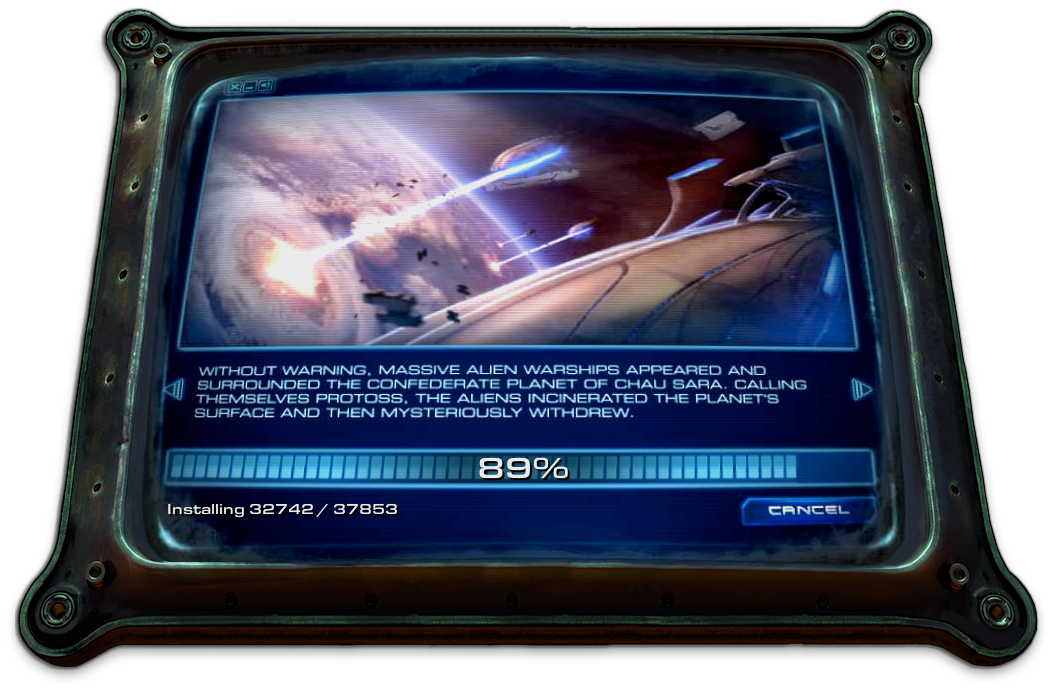 WITHOUT WARNING, MASSIVE ALIEN WARSHIPS APPEARED AND
SURROUNDED THE CONFEDERATE PLANET OF CHAU SARA. CALLING
THEMSELVES PROTOSS, THE ALIENS INCINERATED THE PLANET'S
SURFACE AND THEN MYSTERIOUSLY WITHDREW.
89%
Installing 32742 / 37853
CANCEL